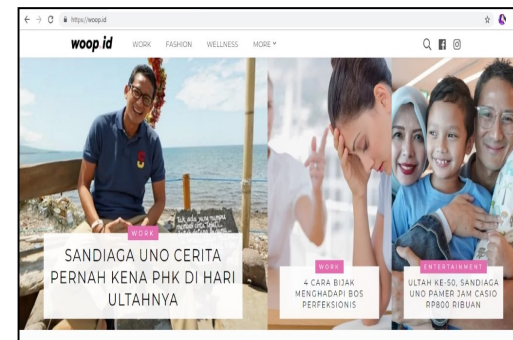 https://woop.id
woop.id WORK FASHION WELLNESS MORE
WORK
SANDIAGA UNO CERITA
PERNAH KENA PHK DI HARI
ULTAHNYA
WORK
4 CARA BIJAK
MENGHADAPI BOS
PERFEKSIONIS
ENTERTAINMENT
ULTAH KE-50, SANDIAGA
UNO PAMER JAM CASIO
RP800 RIBUAN